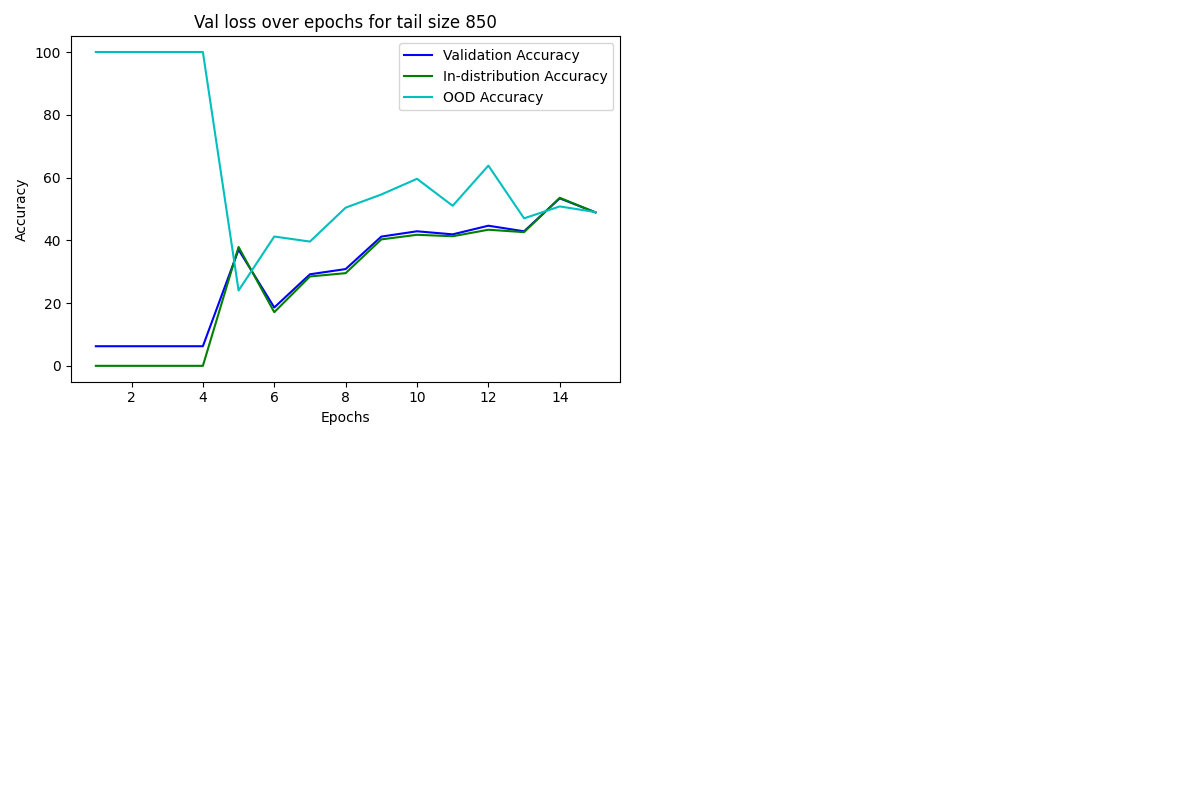 Val loss over epochs for tail size 850
Validation Accuracy
In-distribution Accuracy
OOD Accuracy
Accuracy
100
80
60
40
20
0
2 4 6 8 10 12 14
Epochs